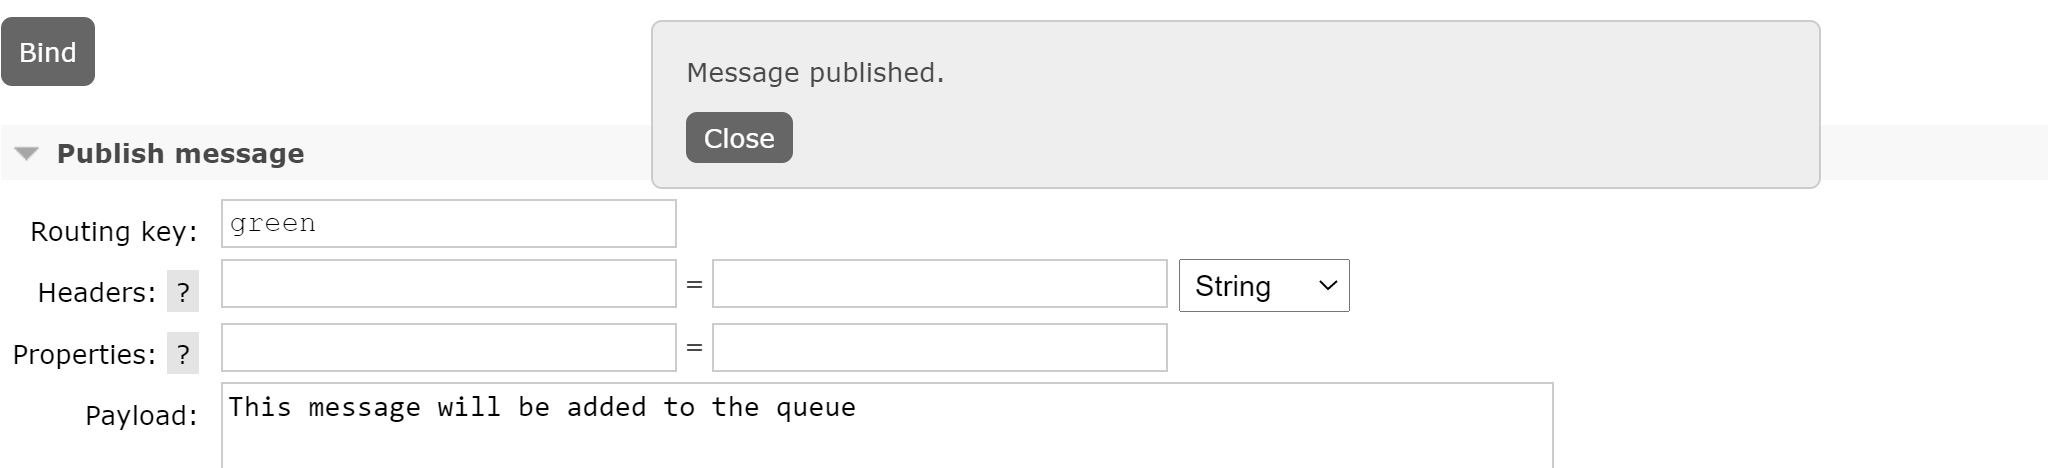 Bind
Message published.
Close
Publish message
Routing key: green
Headers: ? = String
Properties: ? =
Payload: This message will be added to the queue